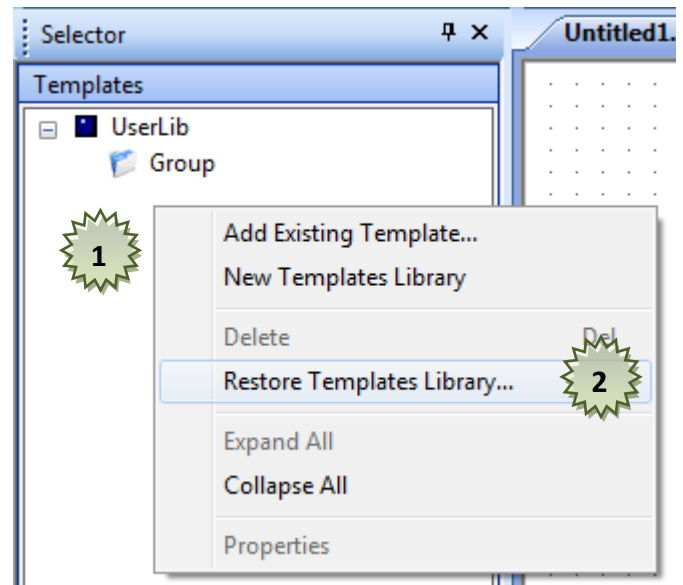 Selector
Untitled1.
Templates
UserLib
Group
1
Add Existing Template...
New Templates Library
Delete Del
Restore Templates Library...
2
Expand All
Collapse All
Properties